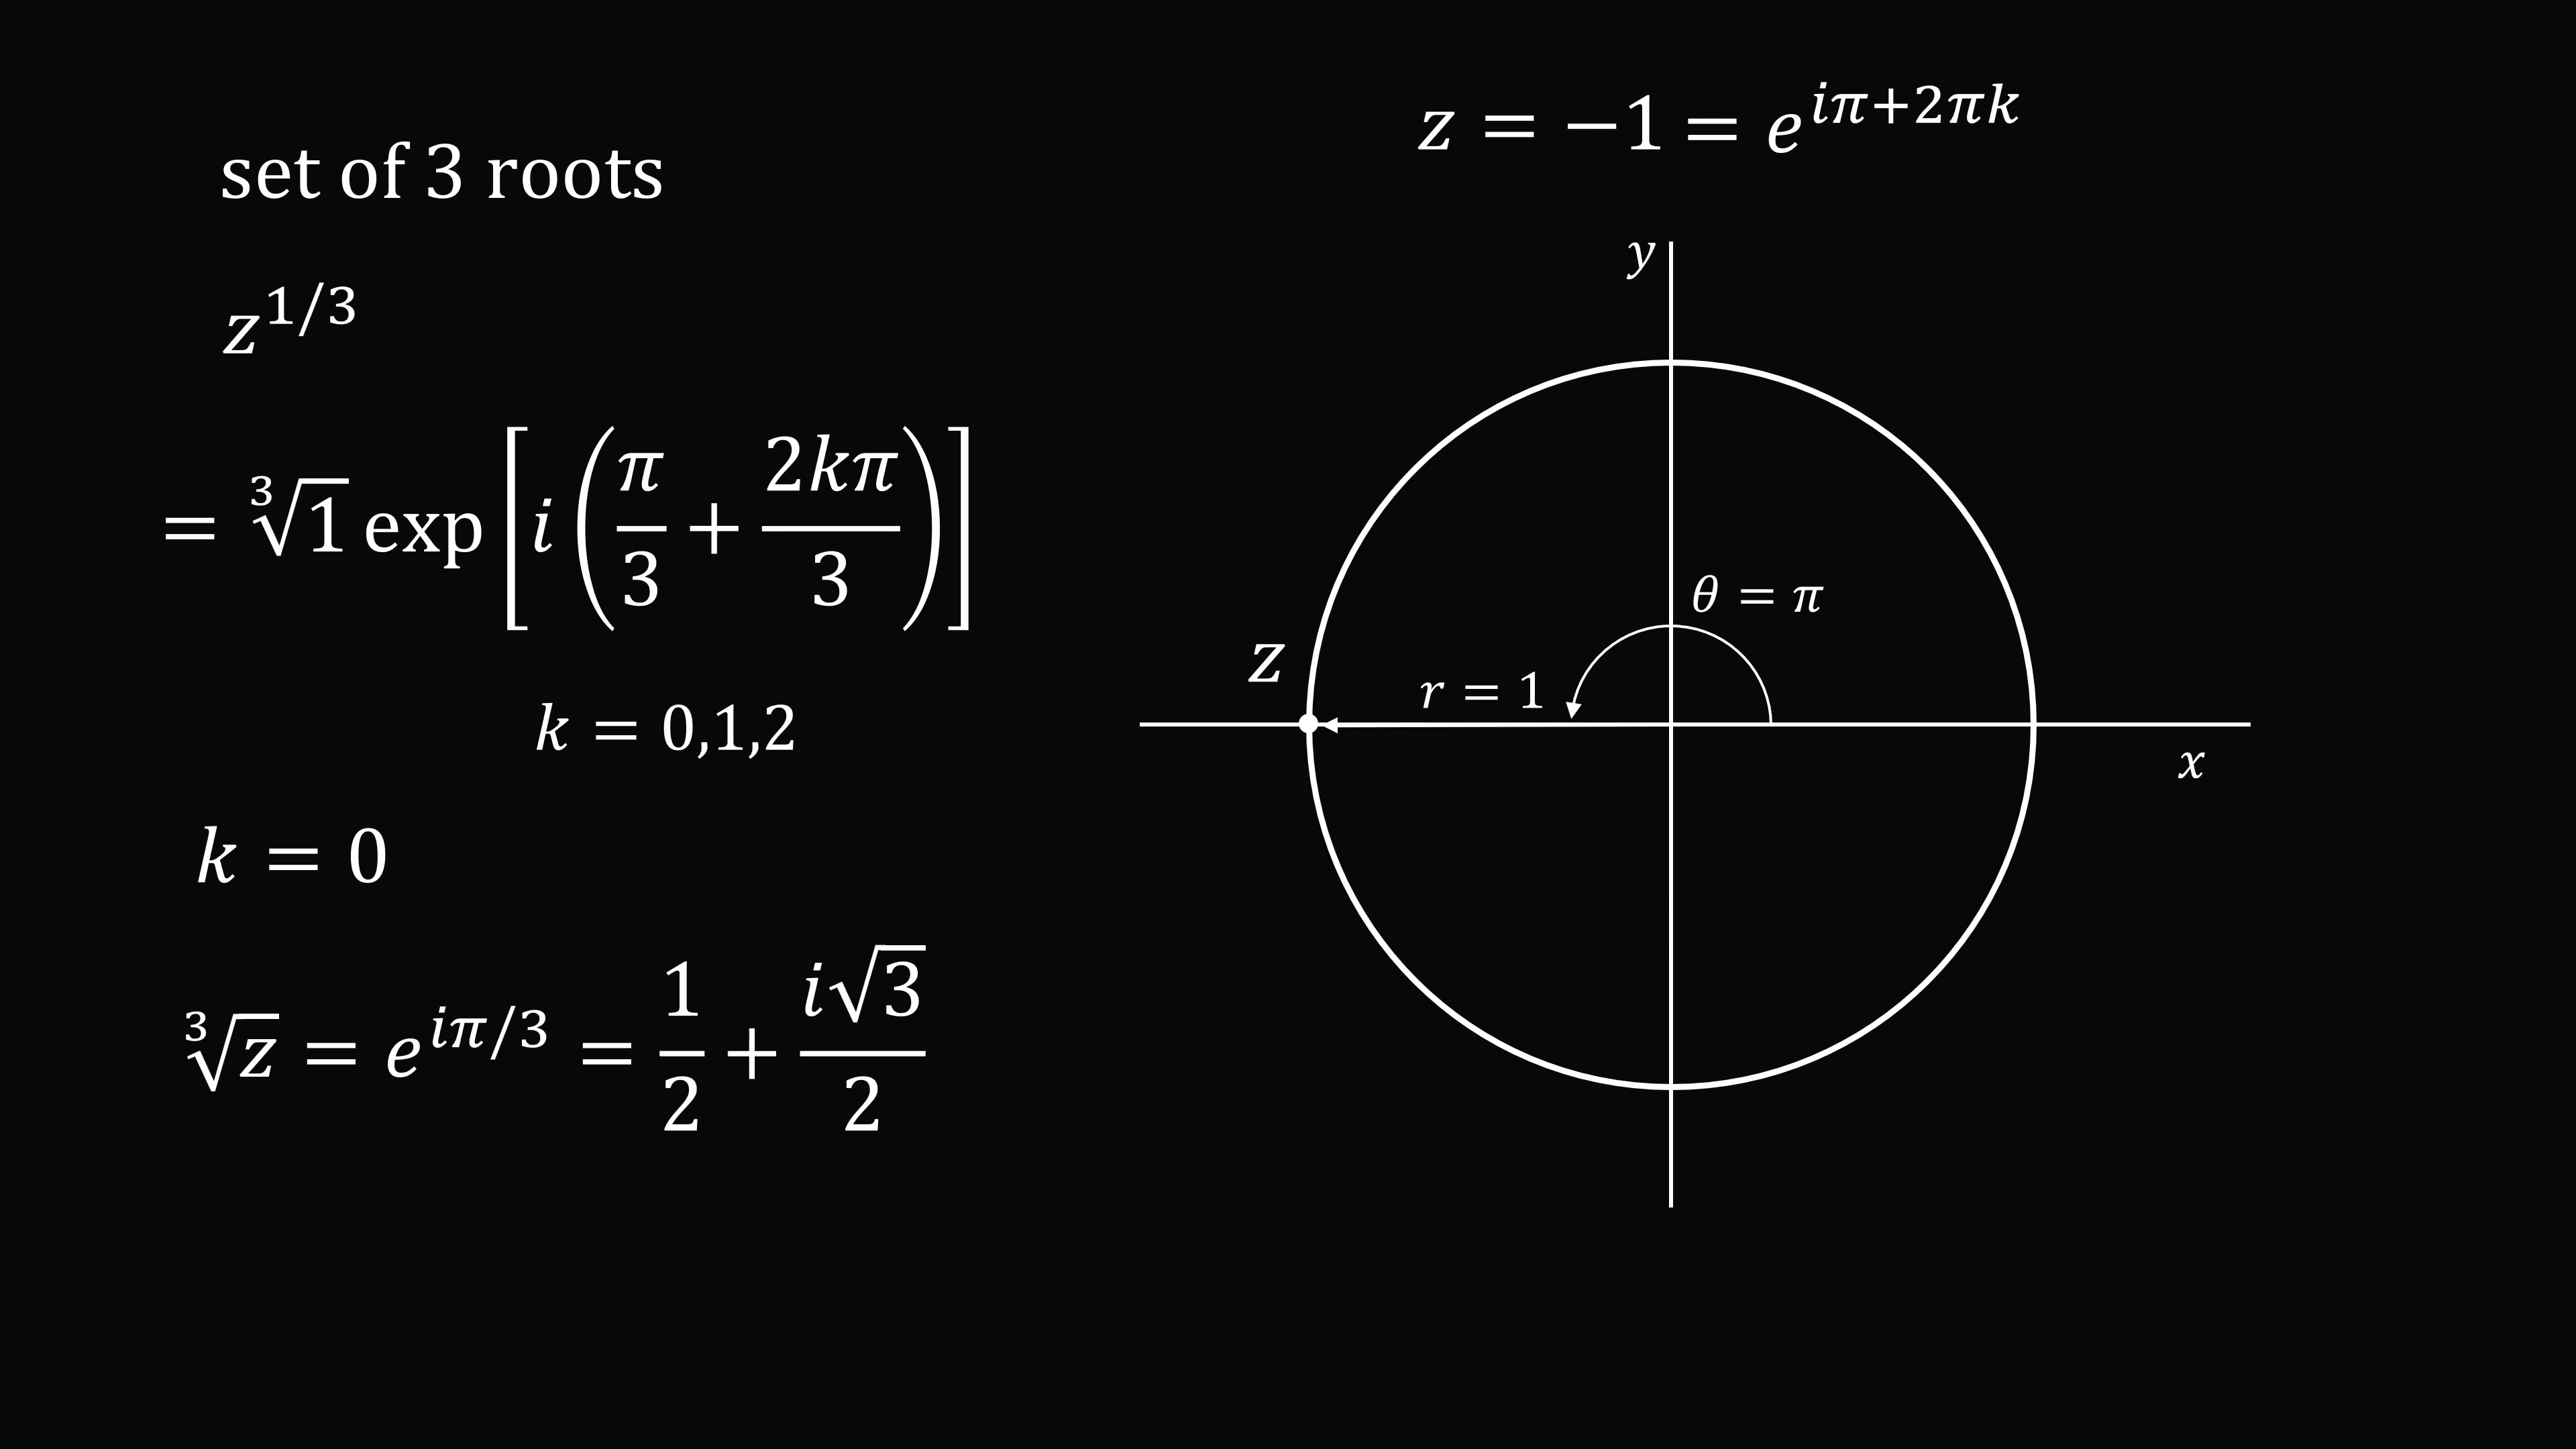 set of 3 roots
z^{1/3}
= ∛1 exp [i (π/3 + 2kπ/3)]
k = 0,1,2
k = 0
∛z = e^{iπ/3} = 1/2 + i√3/2
z = −1 = e^{iπ+2πk}
y
θ = π
z
r = 1
x